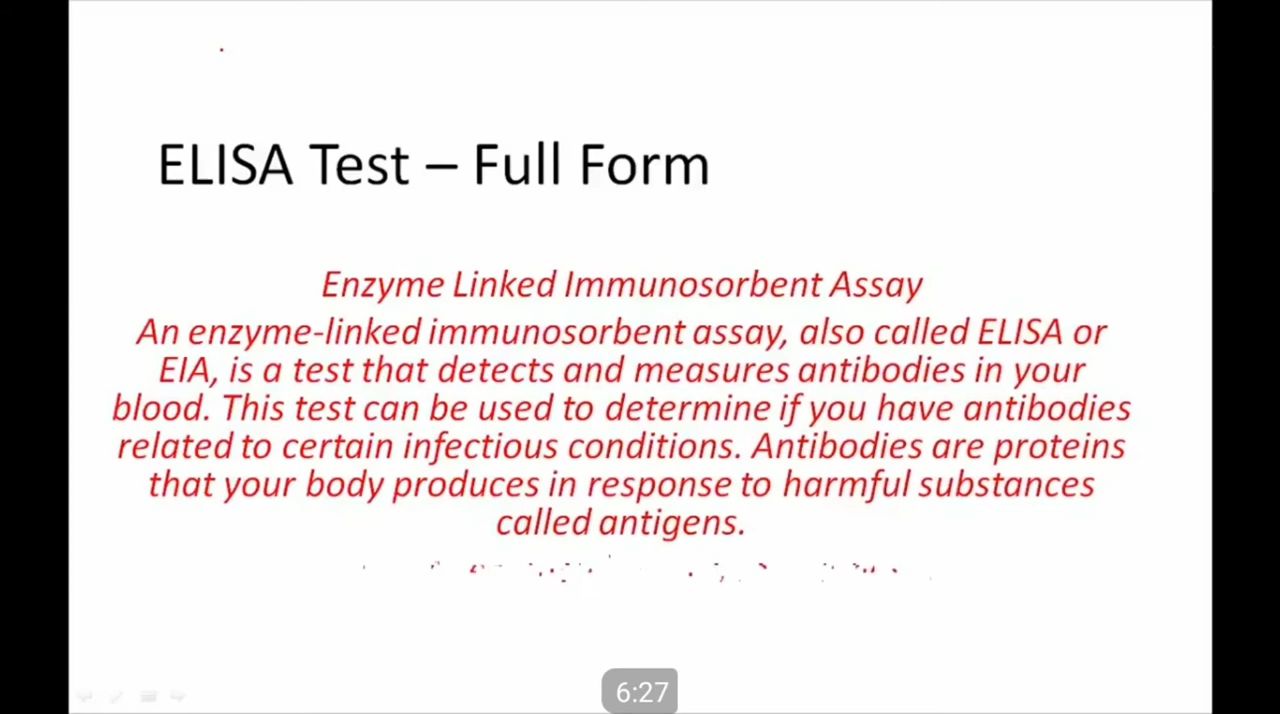 ELISA Test – Full Form
Enzyme Linked Immunosorbent Assay
An enzyme-linked immunosorbent assay, also called ELISA or
EIA, is a test that detects and measures antibodies in your
blood. This test can be used to determine if you have antibodies
related to certain infectious conditions. Antibodies are proteins
that your body produces in response to harmful substances
called antigens.
6:27